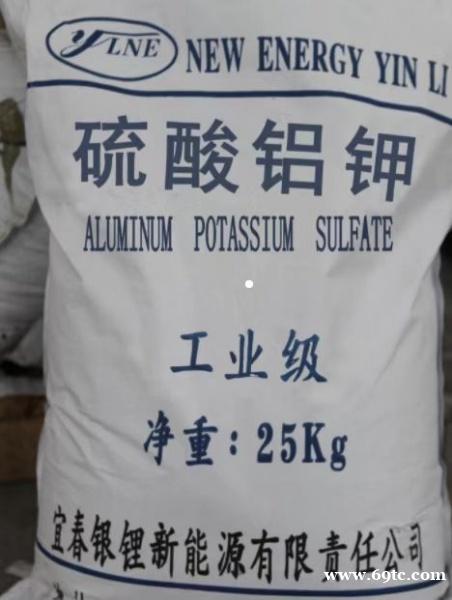 YLNE NEW ENERGY YIN LI
硫酸铝钾
ALUMINUM POTASSIUM SULFATE
工业级
净重：25Kg
宜春银锂新能源有限责任公司
www.69tc.com